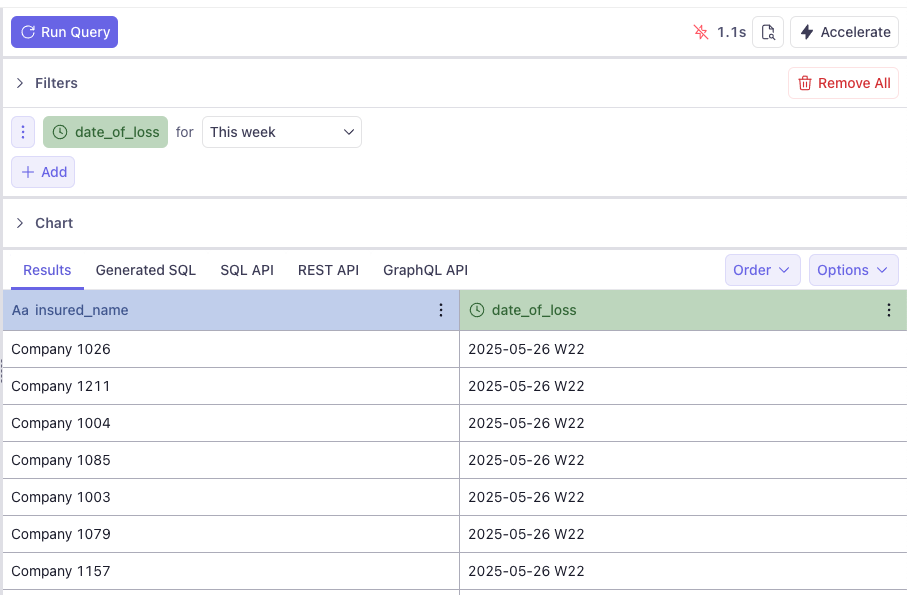 Run Query 1.1s Accelerate
Filters Remove All
date_of_loss for This week
Add
Chart
Results Generated SQL SQL API REST API GraphQL API Order Options
Aa insured_name date_of_loss
Company 1026 2025-05-26 W22
Company 1211 2025-05-26 W22
Company 1004 2025-05-26 W22
Company 1085 2025-05-26 W22
Company 1003 2025-05-26 W22
Company 1079 2025-05-26 W22
Company 1157 2025-05-26 W22